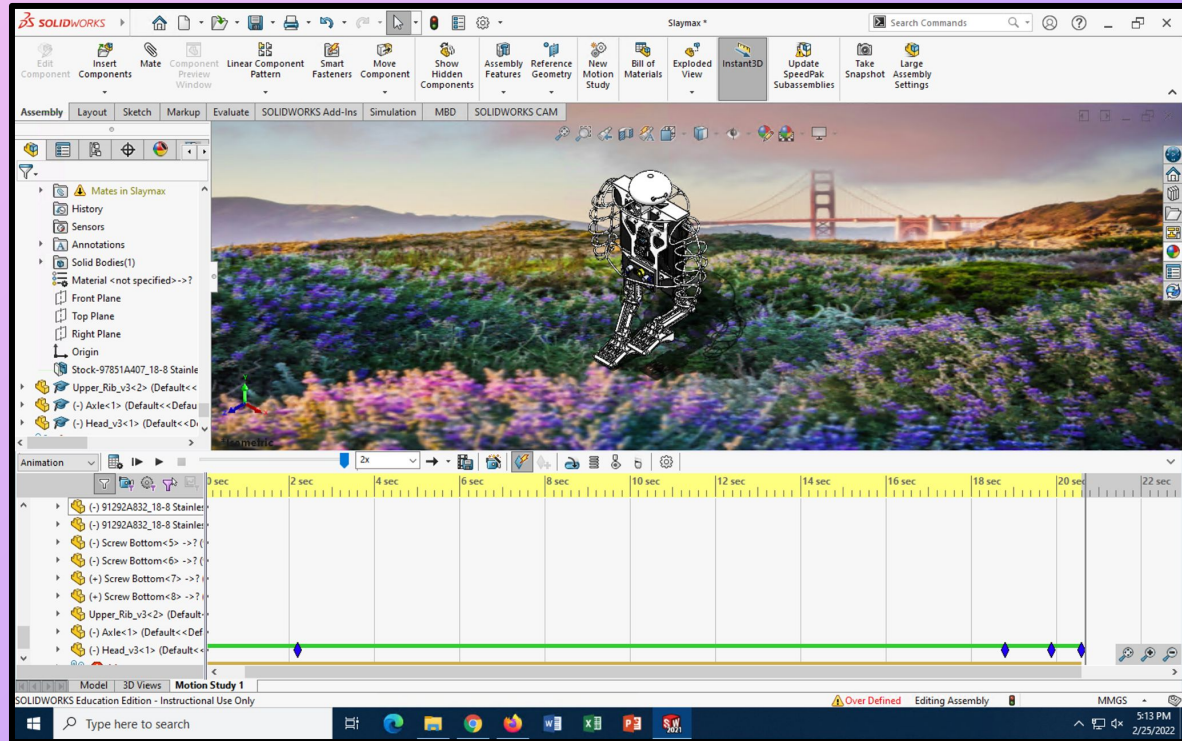 SOLIDWORKS
Slaymax *
Search Commands
Edit Component
Insert Components
Mate
Component Preview Window
Linear Component Pattern
Smart Fasteners
Move Component
Show Hidden Components
Assembly Features
Reference Geometry
New Motion Study
Bill of Materials
Exploded View
Instant3D
Update SpeedPak Subassemblies
Take Snapshot
Large Assembly Settings
Assembly Layout Sketch Markup Evaluate SOLIDWORKS Add-Ins Simulation MBD SOLIDWORKS CAM
Mates in Slaymax
History
Sensors
Annotations
Solid Bodies(1)
Material <not specified>->?
Front Plane
Top Plane
Right Plane
Origin
Stock-97851A407_18-8 Stainle
Upper_Rib_v3<2> (Default<<
(-) Axle<1> (Default<<Defau
(-) Head_v3<1> (Default<<D
Isometric
Animation
2x
0 sec 2 sec 4 sec 6 sec 8 sec 10 sec 12 sec 14 sec 16 sec 18 sec 20 sec 22 sec
(-) 91292A832_18-8 Stainles
(-) 91292A832_18-8 Stainles
(-) Screw Bottom<5> ->? (
(-) Screw Bottom<6> ->? (
(+) Screw Bottom<7> ->? (
(+) Screw Bottom<8> ->? (
Upper_Rib_v3<2> (Default
(-) Axle<1> (Default<<Def
(-) Head_v3<1> (Default<<
Model 3D Views Motion Study 1
SOLIDWORKS Education Edition - Instructional Use Only
Over Defined Editing Assembly MMGS
Type here to search
5:13 PM
2/25/2022